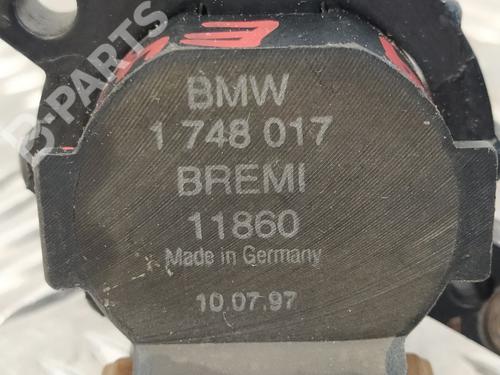 B-PARTS
BMW
1 748 017
BREMI
11860
Made in Germany
10.07.97